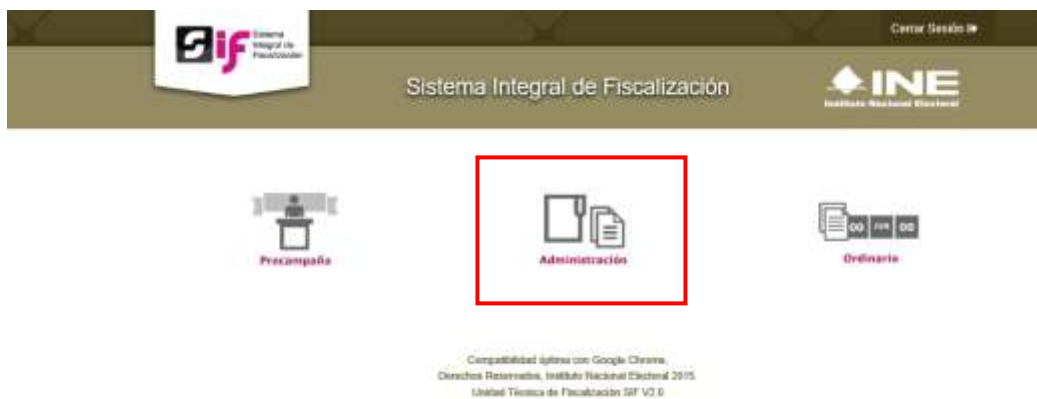 Cerrar Sesión
Sif Sistema
Integral de
Fiscalización
Sistema Integral de Fiscalización
INE
Instituto Nacional Electoral
Precampaña
Administración
Ordinario
Compatibilidad óptima con Google Chrome.
Derechos Reservados, Instituto Nacional Electoral 2015.
Unidad Técnica de Fiscalización SIF V2.0